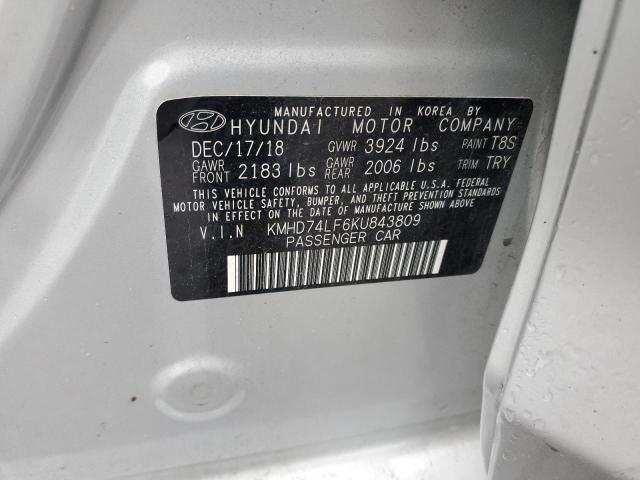 MANUFACTURED IN KOREA BY
HYUNDAI MOTOR COMPANY
DEC/17/18 GVWR 3924 lbs PAINT T8S
GAWR FRONT 2183 lbs GAWR REAR 2006 lbs TRIM TRY
THIS VEHICLE CONFORMS TO ALL APPLICABLE U.S.A. FEDERAL
MOTOR VEHICLE SAFETY, BUMPER, AND THEFT PREVENTION STANDARDS
IN EFFECT ON THE DATE OF MANUFACTURE SHOWN ABOVE.
V.I.N KMHD74LF6KU843809
PASSENGER CAR